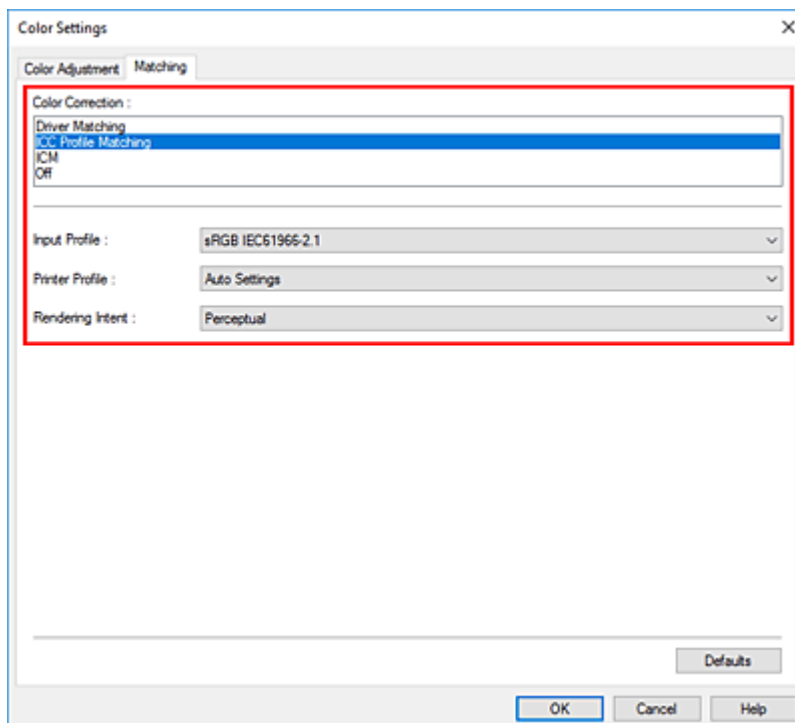 Color Settings
Color Adjustment Matching
Color Correction :
Driver Matching
ICC Profile Matching
ICM
Off
Input Profile : sRGB IEC61966-2.1
Printer Profile : Auto Settings
Rendering Intent : Perceptual
Defaults
OK Cancel Help